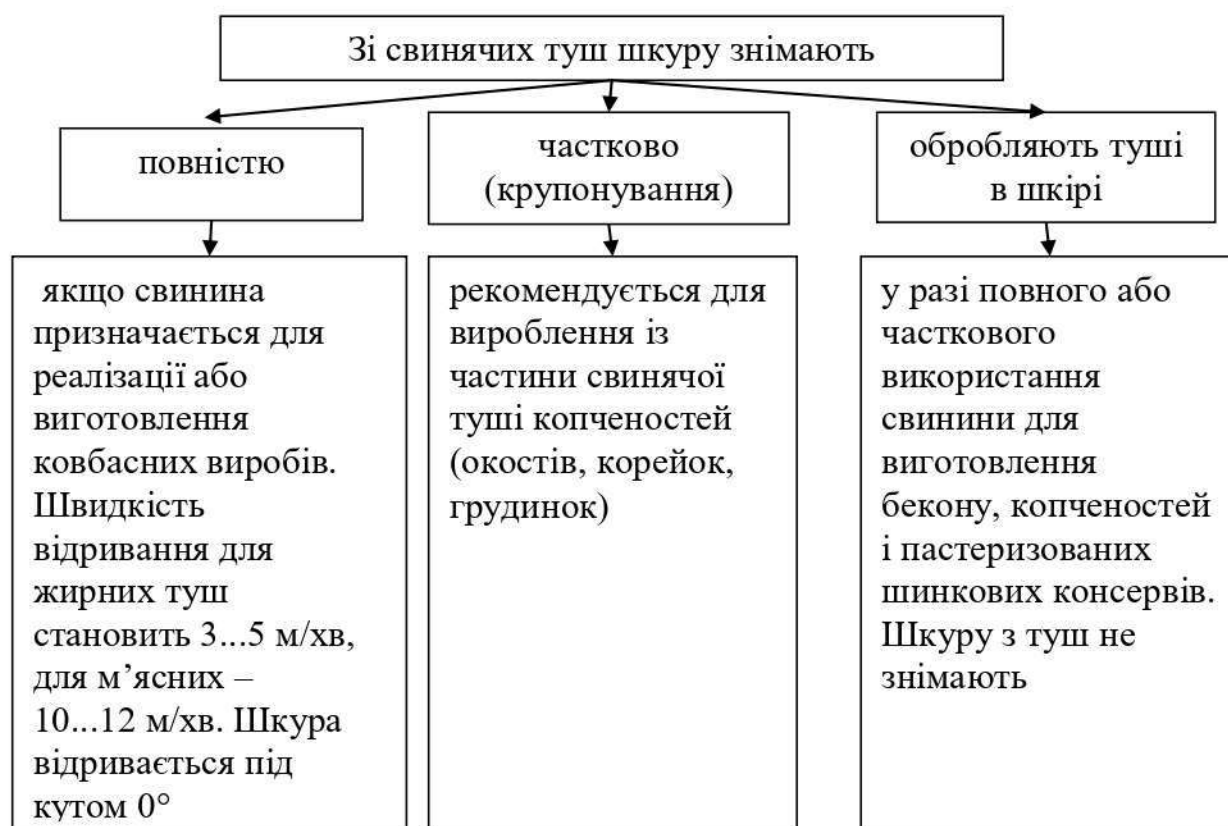 Зі свинячих туш шкуру знімають
повністю
частково
(крупонування)
обробляють туші
в шкірі
якщо свинина
призначається для
реалізації або
виготовлення
ковбасних виробів.
Швидкість
відривання для
жирних туш
становить 3...5 м/хв,
для м’ясних –
10...12 м/хв. Шкура
відривається під
кутом 0°
рекомендується для
вироблення із
частини свинячої
туші копченостей
(окостів, корейок,
грудинок)
у разі повного або
часткового
використання
свинини для
виготовлення
бекону, копченостей
і пастеризованих
шинкових консервів.
Шкуру з туш не
знімають